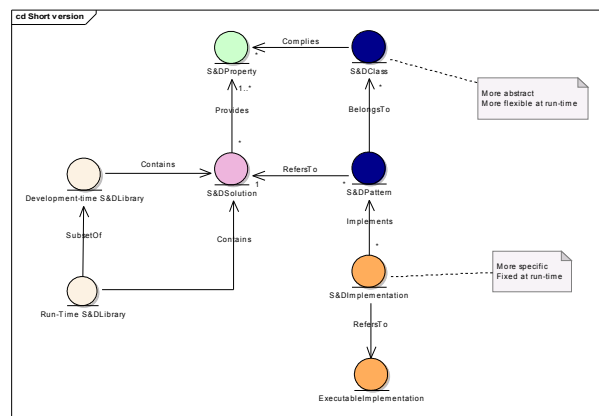 cd Short version
Complies
*
S&DProperty
S&DClass
1..*
*
More abstract
More flexible at run-time
Provides
BelongsTo
*
Contains
RefersTo
1
*
Development-time S&DLibrary
S&DSolution
S&DPattern
SubsetOf
Contains
Implements
*
More specific
Fixed at run-time
Run-Time S&DLibrary
S&DImplementation
RefersTo
ExecutableImplementation